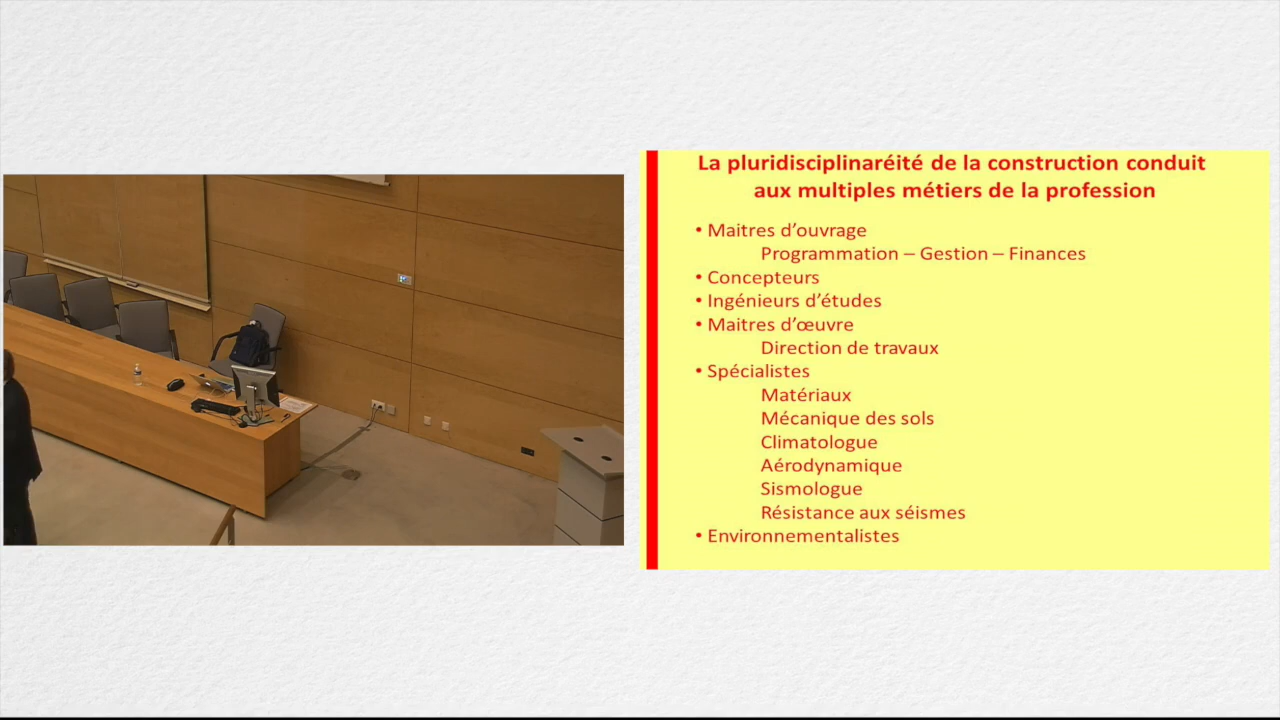 La pluridisciplinaréité de la construction conduit
aux multiples métiers de la profession
• Maitres d’ouvrage
Programmation – Gestion – Finances
• Concepteurs
• Ingénieurs d’études
• Maitres d’œuvre
Direction de travaux
• Spécialistes
Matériaux
Mécanique des sols
Climatologue
Aérodynamique
Sismologue
Résistance aux séismes
• Environnementalistes